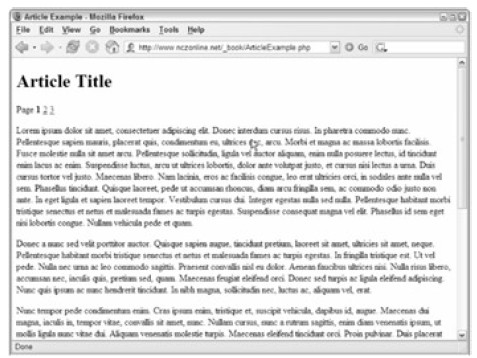 Article Example - Mozilla Firefox
File Edit View Go Bookmarks Tools Help
http://www.nczonline.net/_book/ArticleExample.php Go
Article Title
Page 1 2 3
Lorem ipsum dolor sit amet, consectetuer adipiscing elit. Donec interdum cursus risus. In pharetra commodo nunc.
Pellentesque sapien mauris, placerat quis, condimentum eu, ultrices nec, arcu. Morbi et magna ac massa lobortis facilisis.
Fusce molestie nulla sit amet arcu. Pellentesque sollicitudin, ligula vel auctor aliquam, enim nulla posuere lectus, id tincidunt
enim lacus ac enim. Suspendisse luctus, arcu ut ultrices lobortis, dolor ante volutpat justo, et cursus nisi lectus a urna. Duis
cursus tortor vel justo. Maecenas libero. Nam lacinia, eros ac facilisis congue, leo erat ultricies orci, in sodales ante nulla vel
sem. Phasellus tincidunt. Quisque laoreet, pede ut accumsan rhoncus, diam arcu fringilla sem, ac commodo odio justo non
ante. In eget ligula et sapien laoreet tempor. Vestibulum cursus dui. Integer egestas nulla sed nulla. Pellentesque habitant morbi
tristique senectus et netus et malesuada fames ac turpis egestas. Suspendisse consequat magna vel elit. Phasellus id sem eget
nisi lobortis congue. Nullam vehicula pede et quam.
Donec a nunc sed velit porttitor auctor. Quisque sapien augue, tincidunt pretium, laoreet sit amet, ultricies sit amet, neque.
Pellentesque habitant morbi tristique senectus et netus et malesuada fames ac turpis egestas. In fringilla tristique est. Ut vel
pede. Nulla nec urna ac leo commodo sagittis. Praesent convallis nisl eu dolor. Aenean faucibus ultrices nisi. Nulla risus libero,
accumsan nec, iaculis quis, pretium sed, quam. Maecenas feugiat eleifend orci. Donec sed turpis ac ligula eleifend adipiscing.
Nunc quis ipsum ac nunc hendrerit tincidunt. In nibh magna, sollicitudin nec, luctus ac, aliquam vel, erat.
Nunc tempor pede condimentum enim. Cras ipsum enim, tristique et, suscipit vehicula, dapibus id, augue. Maecenas dui
magna, iaculis in, tempor vitae, convallis sit amet, nunc. Nullam cursus, nunc a rutrum sagittis, enim diam venenatis ipsum, ut
mollis ligula nunc vitae dui. Aliquam venenatis molestie turpis. Maecenas tincidunt orci. Proin pulvinar. Duis placerat
Done